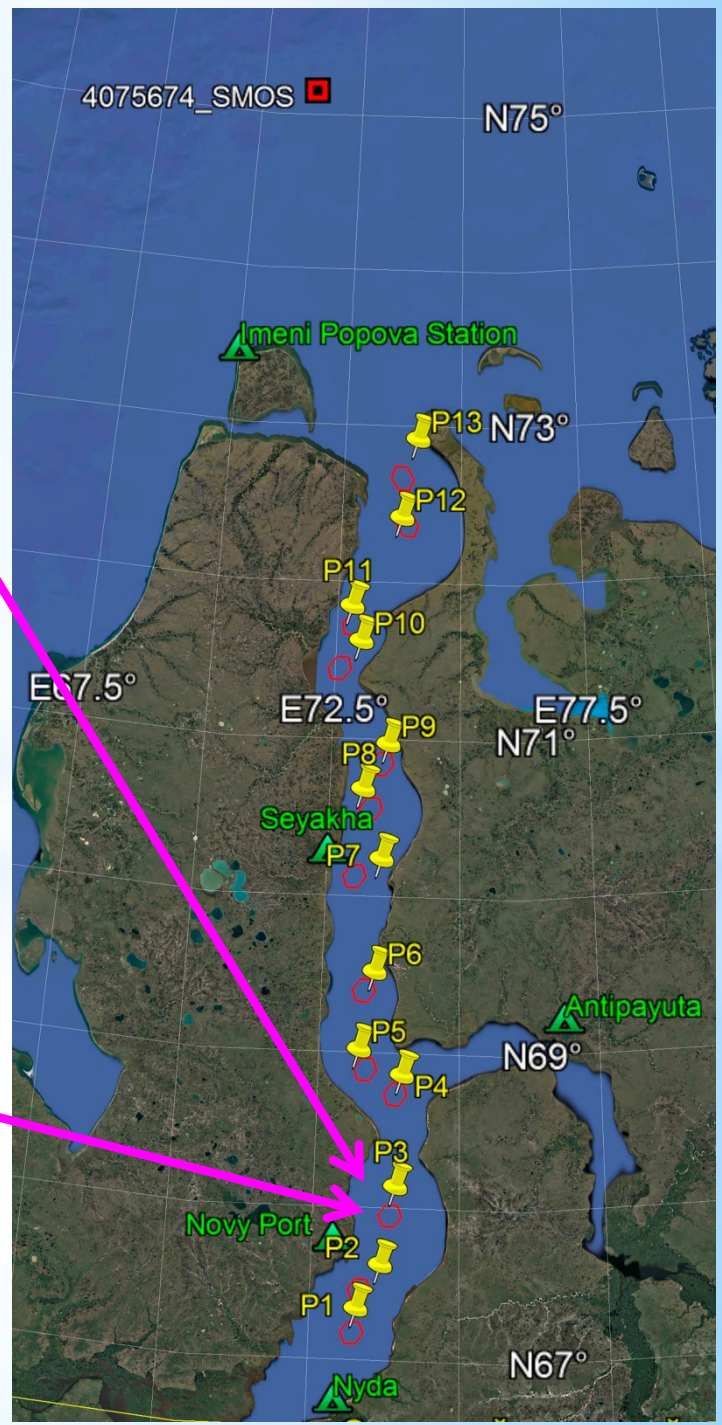 4075674_SMOS
N75°
Imeni Popova Station
P13
N73°
P12
P11
P10
E67.5°
E72.5°
E77.5°
P9
N71°
P8
Seyakha
P7
P6
Antipayuta
P5
N69°
P4
P3
Novy Port
P2
P1
N67°
Nyda